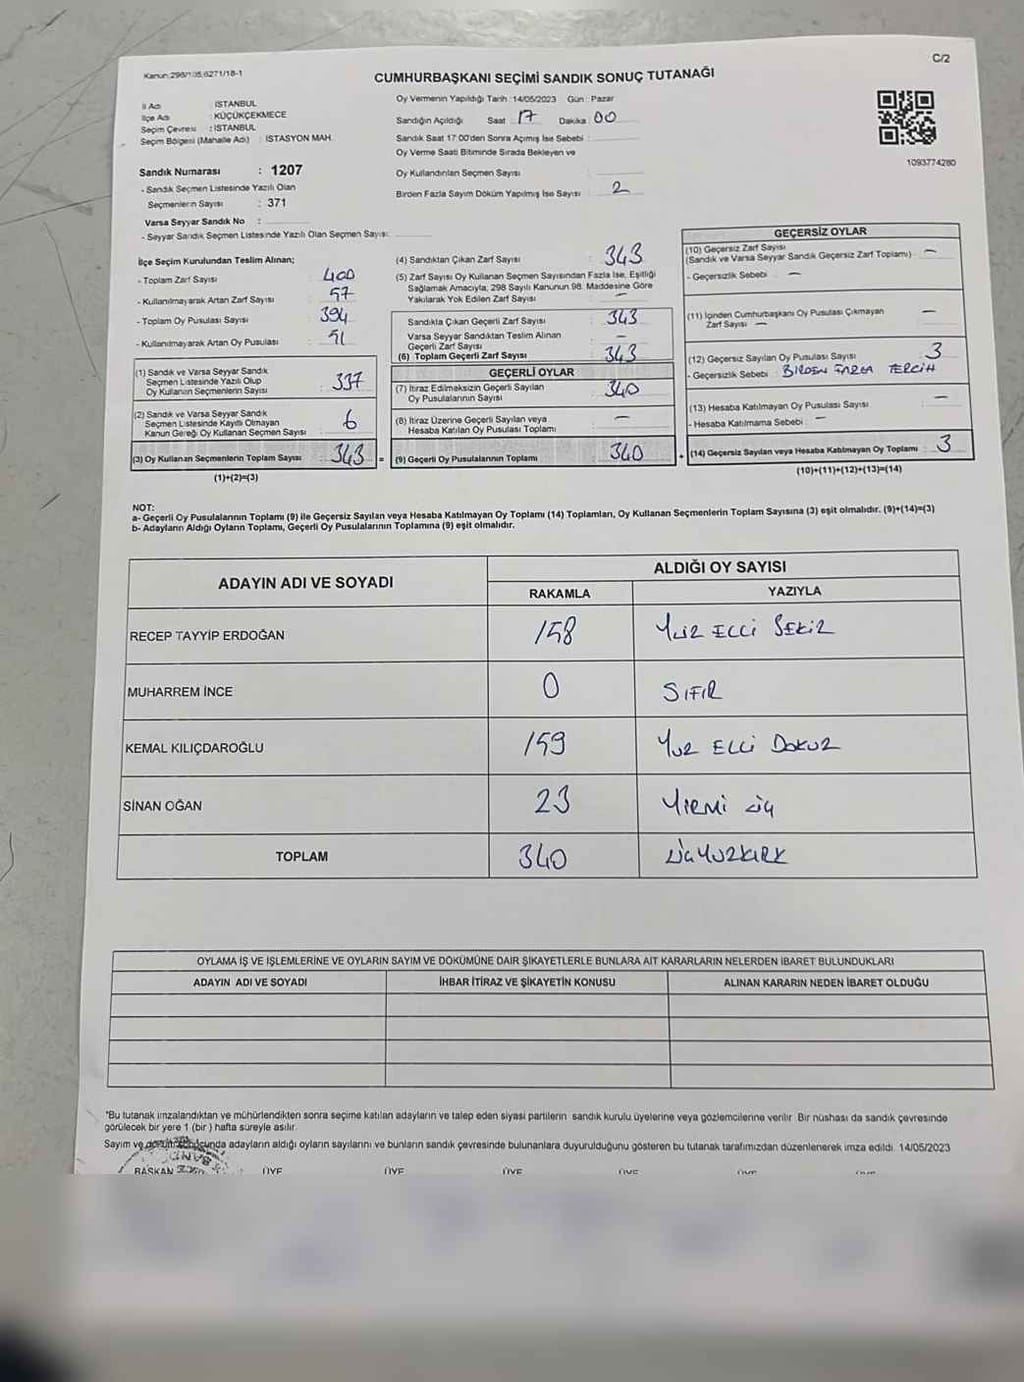 C/2
Kanun:298/105;6271/18-1
CUMHURBAŞKANI SEÇİMİ SANDIK SONUÇ TUTANAĞI
İl Adı : İSTANBUL
İlçe Adı : KÜÇÜKÇEKMECE
Seçim Çevresi : İSTANBUL
Seçim Bölgesi (Mahalle Adı) : İSTASYON MAH.
Sandık Numarası : 1207
- Sandık Seçmen Listesinde Yazılı Olan
Seçmenlerin Sayısı : 371
Varsa Seyyar Sandık No :
- Seyyar Sandık Seçmen Listesinde Yazılı Olan Seçmen Sayısı:
Oy Vermenin Yapıldığı Tarih :14/05/2023 Gün : Pazar
Sandığın Açıldığı Saat 17 Dakika 00
Sandık Saat 17:00'den Sonra Açılmış İse Sebebi :
Oy Verme Saati Bitiminde Sırada Bekleyen ve
Oy Kullandırılan Seçmen Sayısı
Birden Fazla Sayım Döküm Yapılmış İse Sayısı : 2
1093774280
İlçe Seçim Kurulundan Teslim Alınan;
- Toplam Zarf Sayısı : 400
- Kullanılmayarak Artan Zarf Sayısı : 57
- Toplam Oy Pusulası Sayısı : 394
- Kullanılmayarak Artan Oy Pusulası : 51
(1) Sandık ve Varsa Seyyar Sandık
Seçmen Listesinde Yazılı Olup
Oy Kullanan Seçmenlerin Sayısı : 337
(2) Sandık ve Varsa Seyyar Sandık
Seçmen Listesinde Kayıtlı Olmayan
Kanun Gereği Oy Kullanan Seçmen Sayısı : 6
(3) Oy Kullanan Seçmenlerin Toplam Sayısı : 343 =
(1)+(2)=(3)
(4) Sandıktan Çıkan Zarf Sayısı : 343
(5) Zarf Sayısı Oy Kullanan Seçmen Sayısından Fazla İse, Eşitliği
Sağlamak Amacıyla; 298 Sayılı Kanunun 98. Maddesine Göre
Yakılarak Yok Edilen Zarf Sayısı : —
Sandıkta Çıkan Geçerli Zarf Sayısı : 343
Varsa Seyyar Sandıktan Teslim Alınan
Geçerli Zarf Sayısı : —
(6) Toplam Geçerli Zarf Sayısı : 343
GEÇERLİ OYLAR
(7) İtiraz Edilmeksizin Geçerli Sayılan
Oy Pusulalarının Sayısı : 340
(8) İtiraz Üzerine Geçerli Sayılan veya
Hesaba Katılan Oy Pusulası Toplamı : —
(9) Geçerli Oy Pusulalarının Toplamı : 340 +
GEÇERSİZ OYLAR
(10) Geçersiz Zarf Sayısı
(Sandık ve Varsa Seyyar Sandık Geçersiz Zarf Toplamı) : —
- Geçersizlik Sebebi : —
(11) İçinden Cumhurbaşkanı Oy Pusulası Çıkmayan
Zarf Sayısı — : —
(12) Geçersiz Sayılan Oy Pusulası Sayısı : 3
- Geçersizlik Sebebi : BİRDEN FAZLA TERCİH
(13) Hesaba Katılmayan Oy Pusulası Sayısı : —
- Hesaba Katılmama Sebebi : —
(14) Geçersiz Sayılan veya Hesaba Katılmayan Oy Toplamı : 3
(10)+(11)+(12)+(13)=(14)
NOT:
a- Geçerli Oy Pusulalarının Toplamı (9) ile Geçersiz Sayılan veya Hesaba Katılmayan Oy Toplamı (14) Toplamları, Oy Kullanan Seçmenlerin Toplam Sayısına (3) eşit olmalıdır. (9)+(14)=(3)
b- Adayların Aldığı Oyların Toplamı, Geçerli Oy Pusulalarının Toplamına (9) eşit olmalıdır.
ADAYIN ADI VE SOYADI ALDIĞI OY SAYISI
RAKAMLA YAZIYLA
RECEP TAYYİP ERDOĞAN 158 Yüz ELLİ SEKİZ
MUHARREM İNCE 0 SIFIR
KEMAL KILIÇDAROĞLU 159 Yüz ELLİ DOKUZ
SİNAN OĞAN 23 Yirmi üç
TOPLAM 340 üçyüzkırk
OYLAMA İŞ VE İŞLEMLERİNE VE OYLARIN SAYIM VE DÖKÜMÜNE DAİR ŞİKAYETLERLE BUNLARA AİT KARARLARIN NELERDEN İBARET BULUNDUKLARI
ADAYIN ADI VE SOYADI İHBAR İTİRAZ VE ŞİKAYETİN KONUSU ALINAN KARARIN NEDEN İBARET OLDUĞU
*Bu tutanak imzalandıktan ve mühürlendikten sonra seçime katılan adayların ve talep eden siyasi partilerin sandık kurulu üyelerine veya gözlemcilerine verilir. Bir nüshası da sandık çevresinde
görülecek bir yere 1 (bir) hafta süreyle asılır.
Sayım ve adayların aldığı oyların sayılarını ve bunların sandık çevresinde bulunanlara duyurulduğunu gösteren bu tutanak tarafımızdan düzenlenerek imza edildi. 14/05/2023
BAŞKAN ÜYE ÜYE ÜYE ÜYE ÜYE